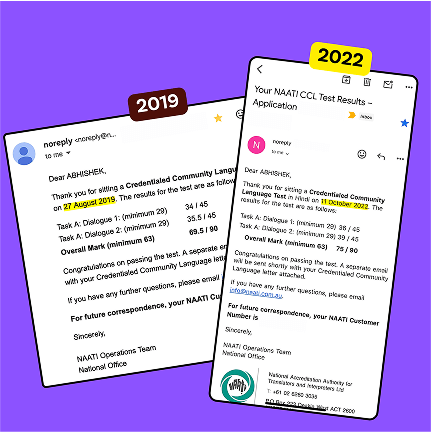 2019
noreply <noreply@n...
to me
Dear ABHISHEK,
Thank you for sitting a Credentialed Community Langu
on 27 August 2019. The results for the test are as follows.
Task A: Dialogue 1: (minimum 29) 34 / 45
Task A: Dialogue 2: (minimum 29) 35.5 / 45
Overall Mark (minimum 63) 69.5 / 90
Congratulations on passing the test. A separate email
with your Credentialed Community Language letter
If you have any further questions, please email
For future correspondence, your NAATI Custom
Sincerely,
NAATI Operations Team
National Office
2022
Your NAATI CCL Test Results –
Application
Inbox
N
noreply
to me
Dear ABHISHEK,
Thank you for sitting a Credentialed Community
Language Test in Hindi on 11 October 2022. The
results for the test are as follows.
Task A: Dialogue 1: (minimum 29) 36 / 45
Task A: Dialogue 2: (minimum 29) 39 / 45
Overall Mark (minimum 63) 75 / 90
Congratulations on passing the test. A separate email
will be sent shortly with your Credentialed Community
Language letter attached.
If you have any further questions, please email
info@naati.com.au.
For future correspondence, your NAATI Customer
Number is
Sincerely,
NAATI Operations Team
National Office
National Accreditation Authority for
Translators and Interpreters Ltd
T: +61 02 6260 3035
West ACT 2600